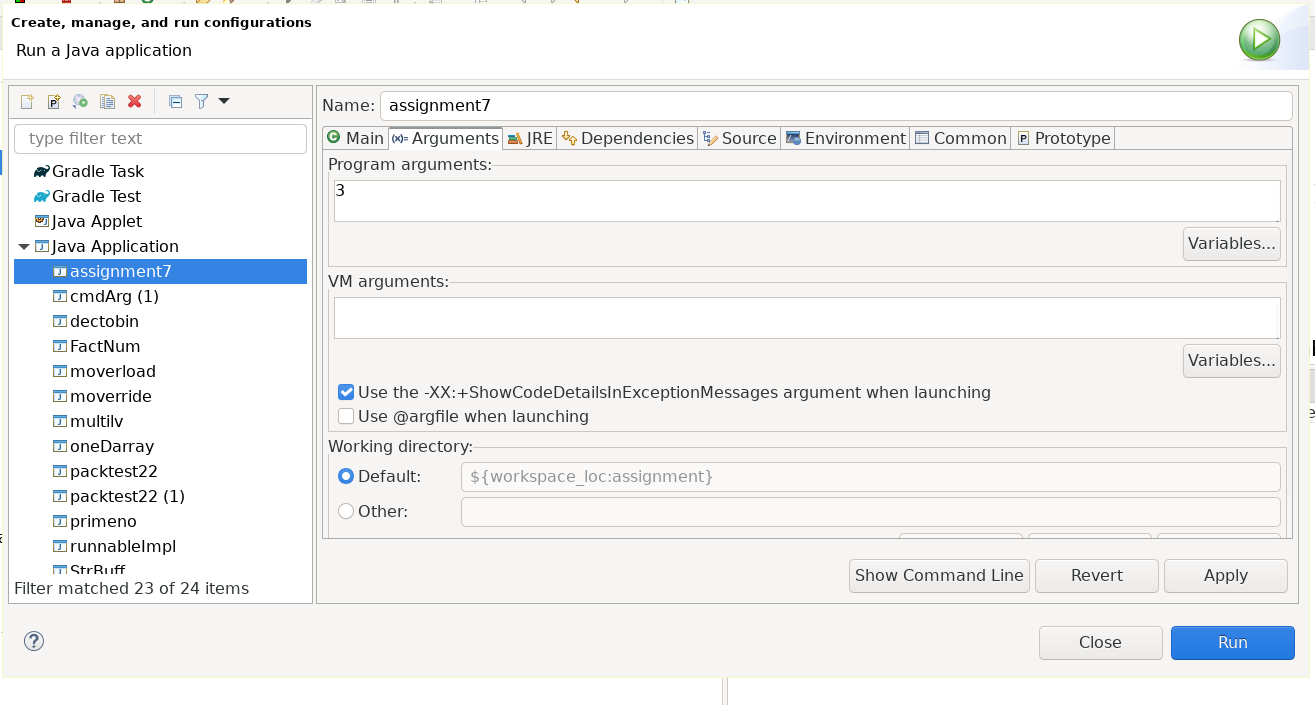 Create, manage, and run configurations
Run a Java application
type filter text
Gradle Task
Gradle Test
Java Applet
Java Application
assignment7
cmdArg (1)
dectobin
FactNum
moverload
moverride
multilv
oneDarray
packtest22
packtest22 (1)
primeno
runnableImpl
StrBuff
Filter matched 23 of 24 items
Name: assignment7
Main (x)= Arguments JRE Dependencies Source Environment Common Prototype
Program arguments:
3
Variables...
VM arguments:
Variables...
Use the -XX:+ShowCodeDetailsInExceptionMessages argument when launching
Use @argfile when launching
Working directory:
Default: ${workspace_loc:assignment}
Other:
Show Command Line Revert Apply
Close Run